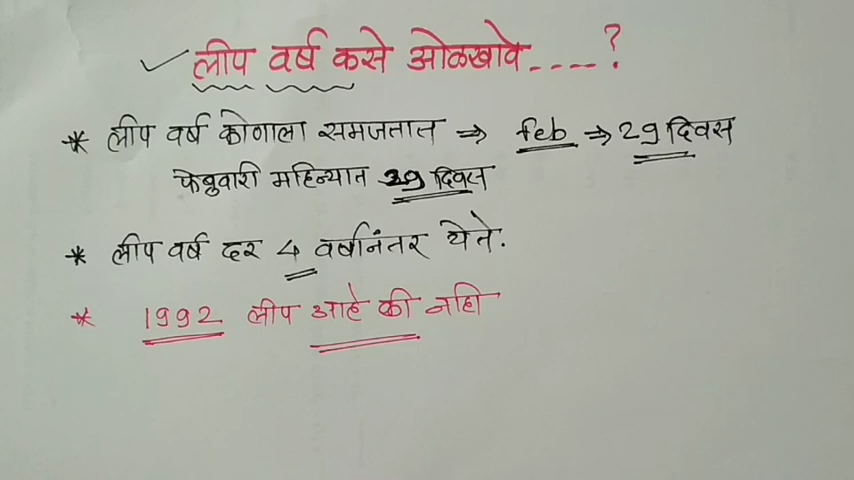 लीप वर्ष कसे ओळखावे....?
* लीप वर्ष कोणाला समजतात ⇒ feb ⇒ 29 दिवस
फेब्रुवारी महिन्यात 29 दिवस
* लीप वर्ष दर 4 वर्षानंतर येते.
* 1992 लीप आहे की नाही